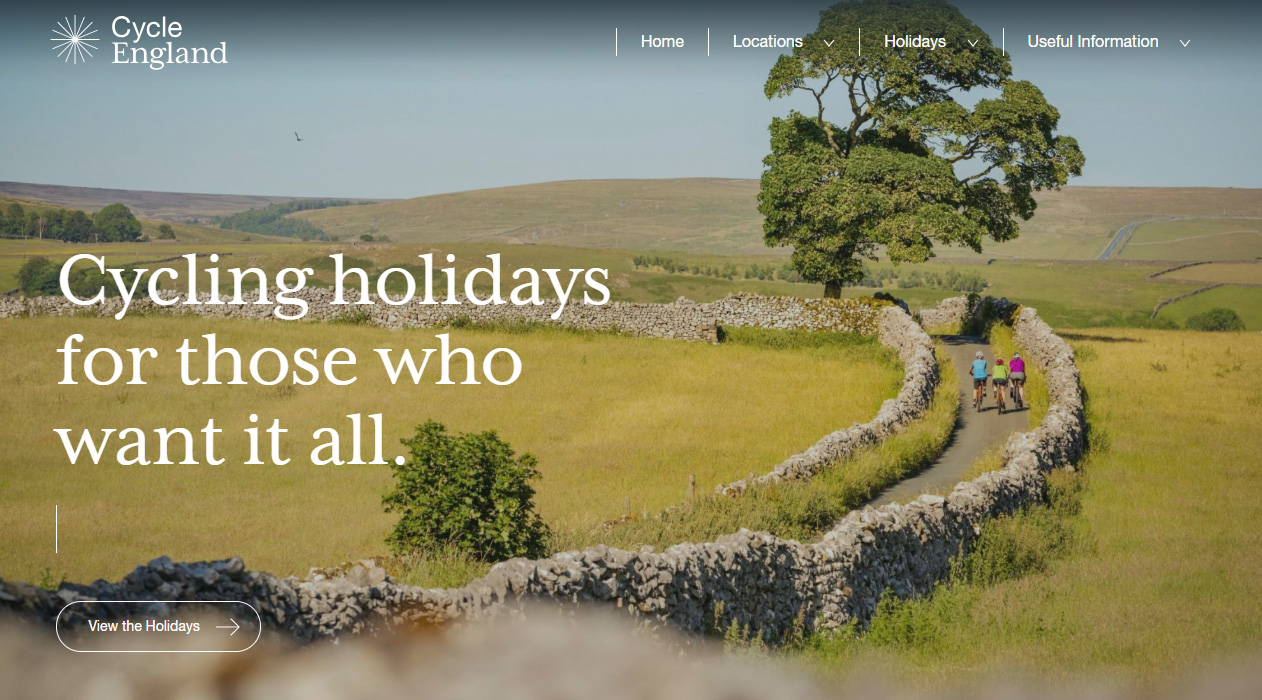 Cycle
England
Home
Locations
Holidays
Useful Information
Cycling holidays
for those who
want it all.
View the Holidays